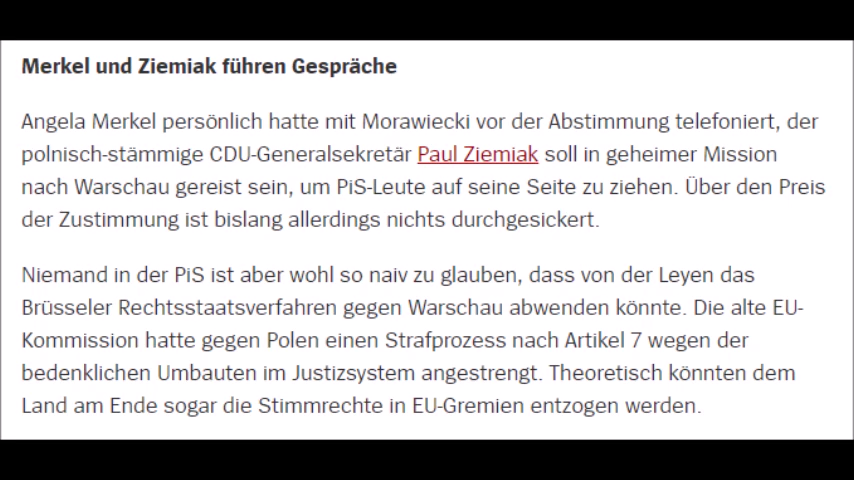 Merkel und Ziemiak führen Gespräche
Angela Merkel persönlich hatte mit Morawiecki vor der Abstimmung telefoniert, der
polnisch-stämmige CDU-Generalsekretär Paul Ziemiak soll in geheimer Mission
nach Warschau gereist sein, um PiS-Leute auf seine Seite zu ziehen. Über den Preis
der Zustimmung ist bislang allerdings nichts durchgesickert.
Niemand in der PiS ist aber wohl so naiv zu glauben, dass von der Leyen das
Brüsseler Rechtsstaatsverfahren gegen Warschau abwenden könnte. Die alte EU-
Kommission hatte gegen Polen einen Strafprozess nach Artikel 7 wegen der
bedenklichen Umbauten im Justizsystem angestrengt. Theoretisch könnten dem
Land am Ende sogar die Stimmrechte in EU-Gremien entzogen werden.